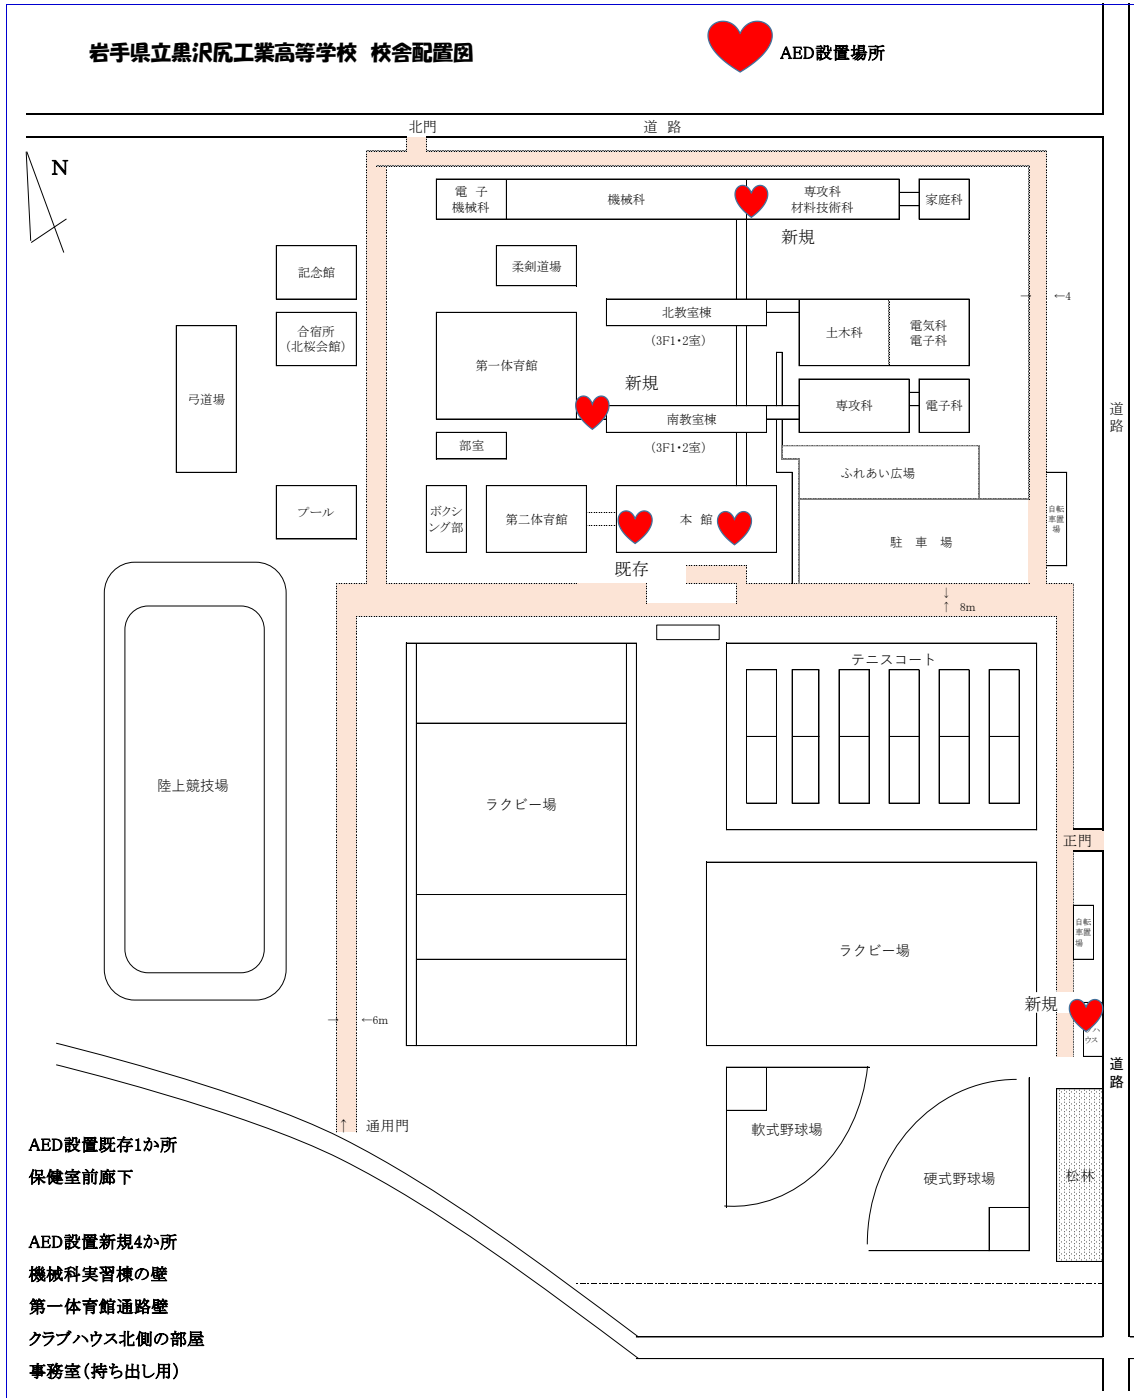 岩手県立黒沢尻工業高等学校 校舎配置図
AED設置場所
北門
道 路
N
電 子
機械科
機械科
専攻科
材料技術科
家庭科
新規
記念館
柔剣道場
→ ←4
合宿所
(北桜会館)
北教室棟
(3F1・2室)
土木科
電気科
電子科
第一体育館
新規
弓道場
専攻科
電子科
道
路
南教室棟
(3F1・2室)
部室
ふれあい広場
プール
ボクシ
ング部
第二体育館
本 館
自転
車置
場
駐 車 場
既存
↓
↑ 8m
テニスコート
陸上競技場
ラクビー場
正門
自転
車置
場
ラクビー場
新規
→ ←6m
ハ
ウス
道
路
↑ 通用門
軟式野球場
硬式野球場
松林
AED設置既存1か所
保健室前廊下
AED設置新規4か所
機械科実習棟の壁
第一体育館通路壁
クラブハウス北側の部屋
事務室(持ち出し用)